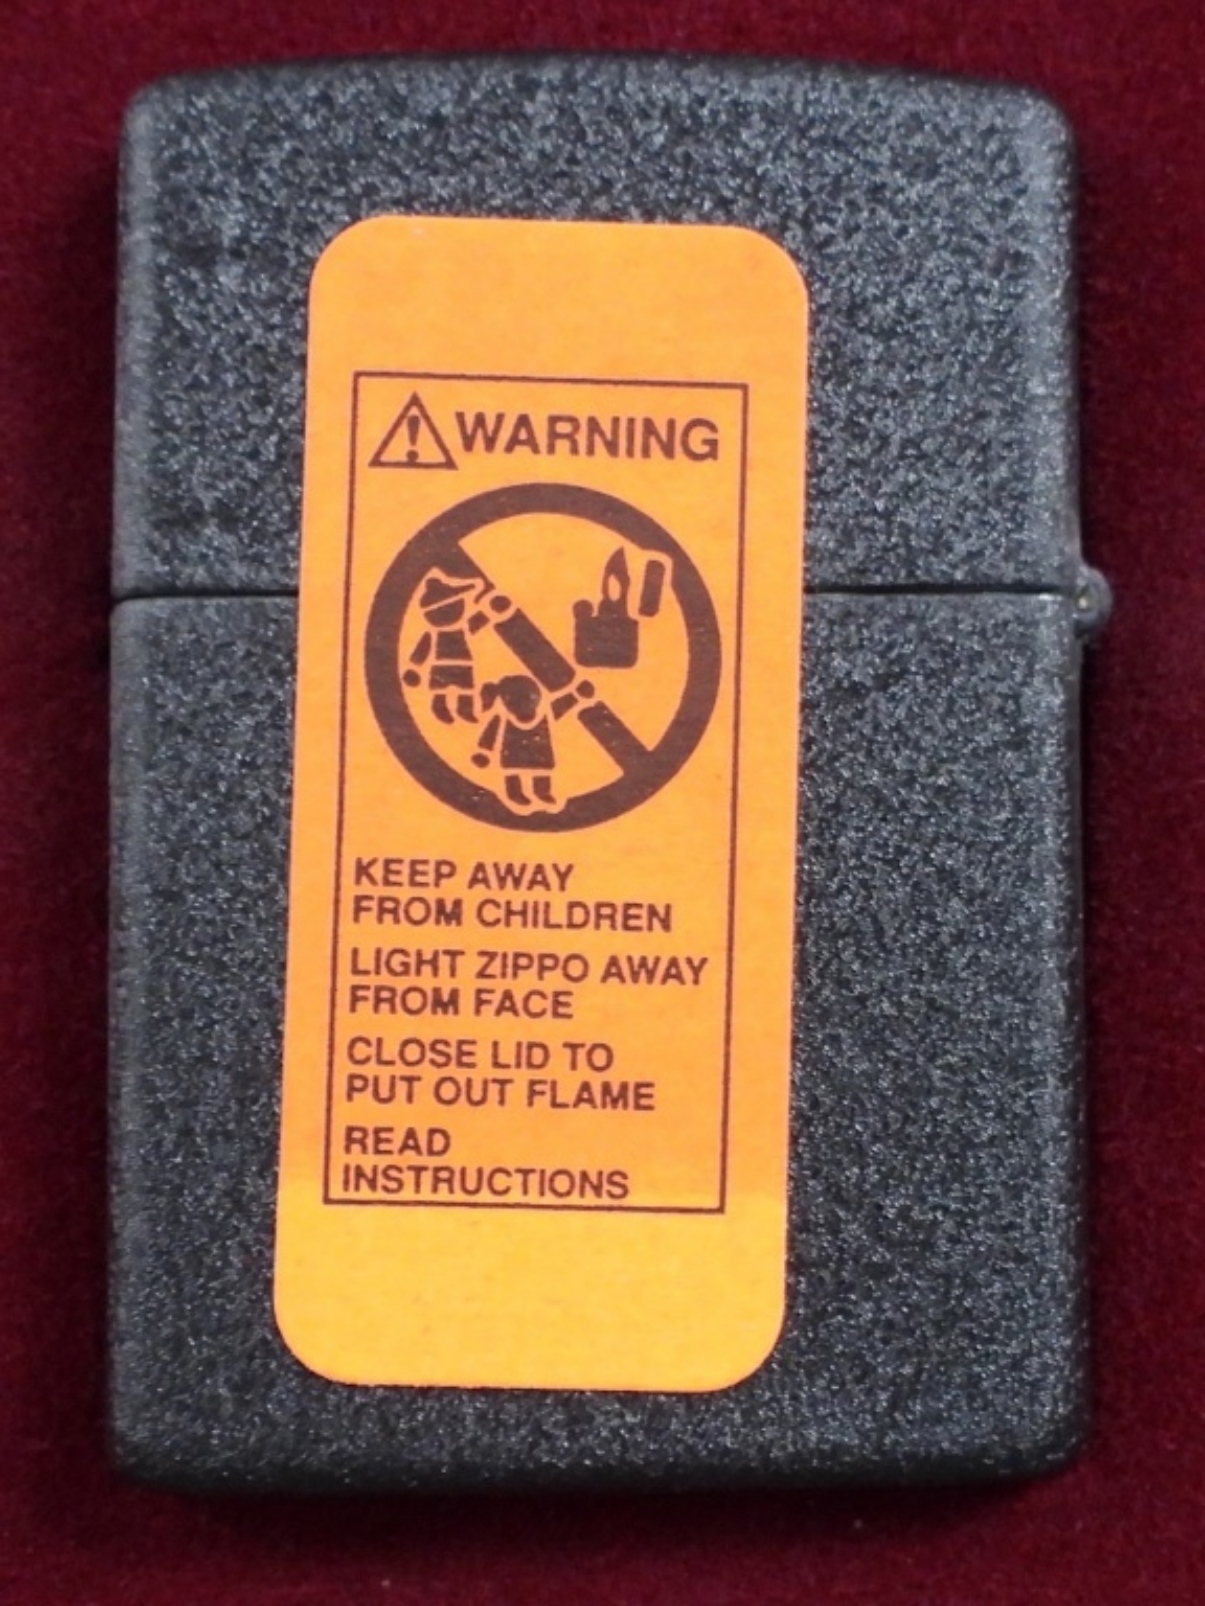 WARNING
KEEP AWAY
FROM CHILDREN
LIGHT ZIPPO AWAY
FROM FACE
CLOSE LID TO
PUT OUT FLAME
READ
INSTRUCTIONS